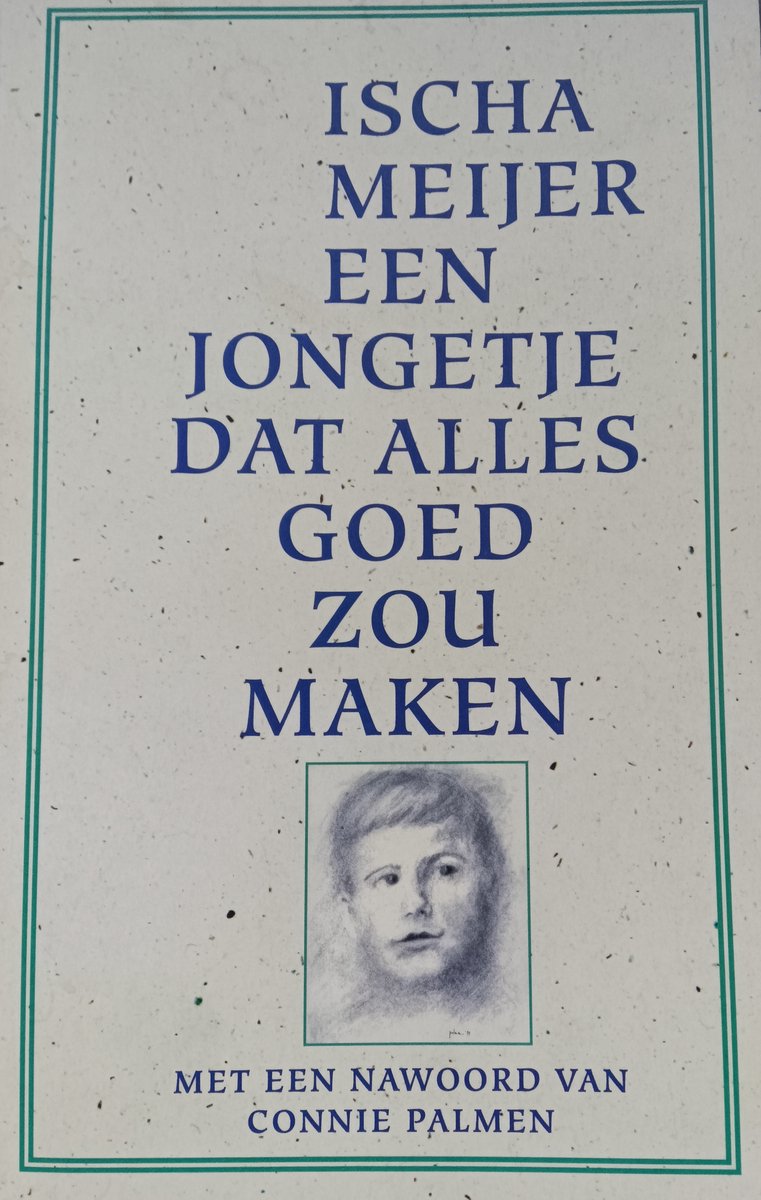 ISCHA
MEIJER
EEN
JONGETJE
DAT ALLES
GOED
ZOU
MAKEN
MET EEN NAWOORD VAN
CONNIE PALMEN